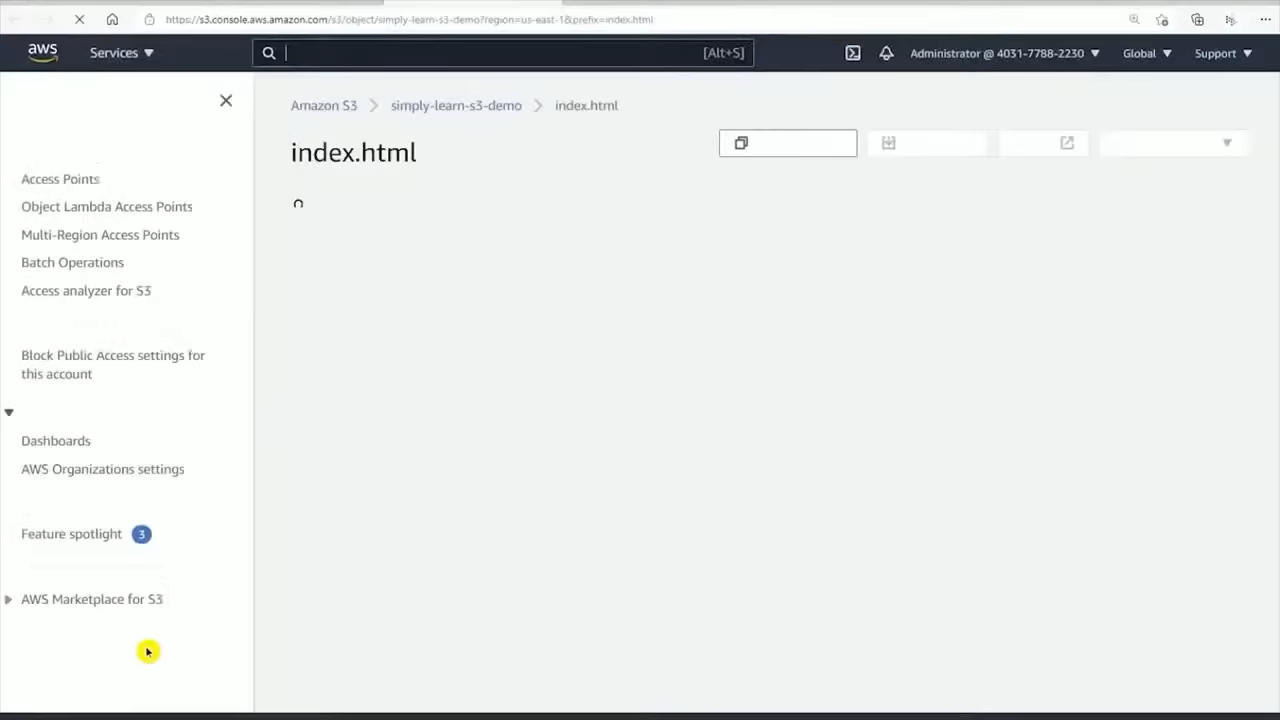 https://s3.console.aws.amazon.com/s3/object/simply-learn-s3-demo?region=us-east-1&prefix=index.html
aws Services [Alt+S] Administrator @ 4031-7788-2230 Global Support
Amazon S3 simply-learn-s3-demo index.html
index.html
Access Points
Object Lambda Access Points
Multi-Region Access Points
Batch Operations
Access analyzer for S3
Block Public Access settings for
this account
Dashboards
AWS Organizations settings
Feature spotlight 3
AWS Marketplace for S3